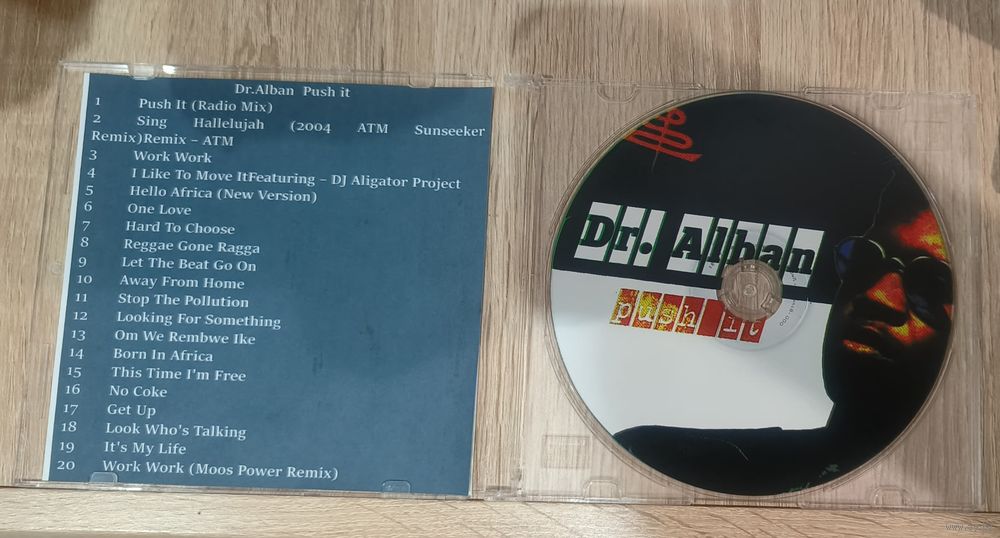 Dr.Alban Push it
1 Push It (Radio Mix)
2 Sing Hallelujah (2004 ATM Sunseeker
Remix)Remix – ATM
3 Work Work
4 I Like To Move ItFeaturing – DJ Aligator Project
5 Hello Africa (New Version)
6 One Love
7 Hard To Choose
8 Reggae Gone Ragga
9 Let The Beat Go On
10 Away From Home
11 Stop The Pollution
12 Looking For Something
13 Om We Rembwe Ike
14 Born In Africa
15 This Time I'm Free
16 No Coke
17 Get Up
18 Look Who's Talking
19 It's My Life
20 Work Work (Moos Power Remix)
Dr. Alban
push it